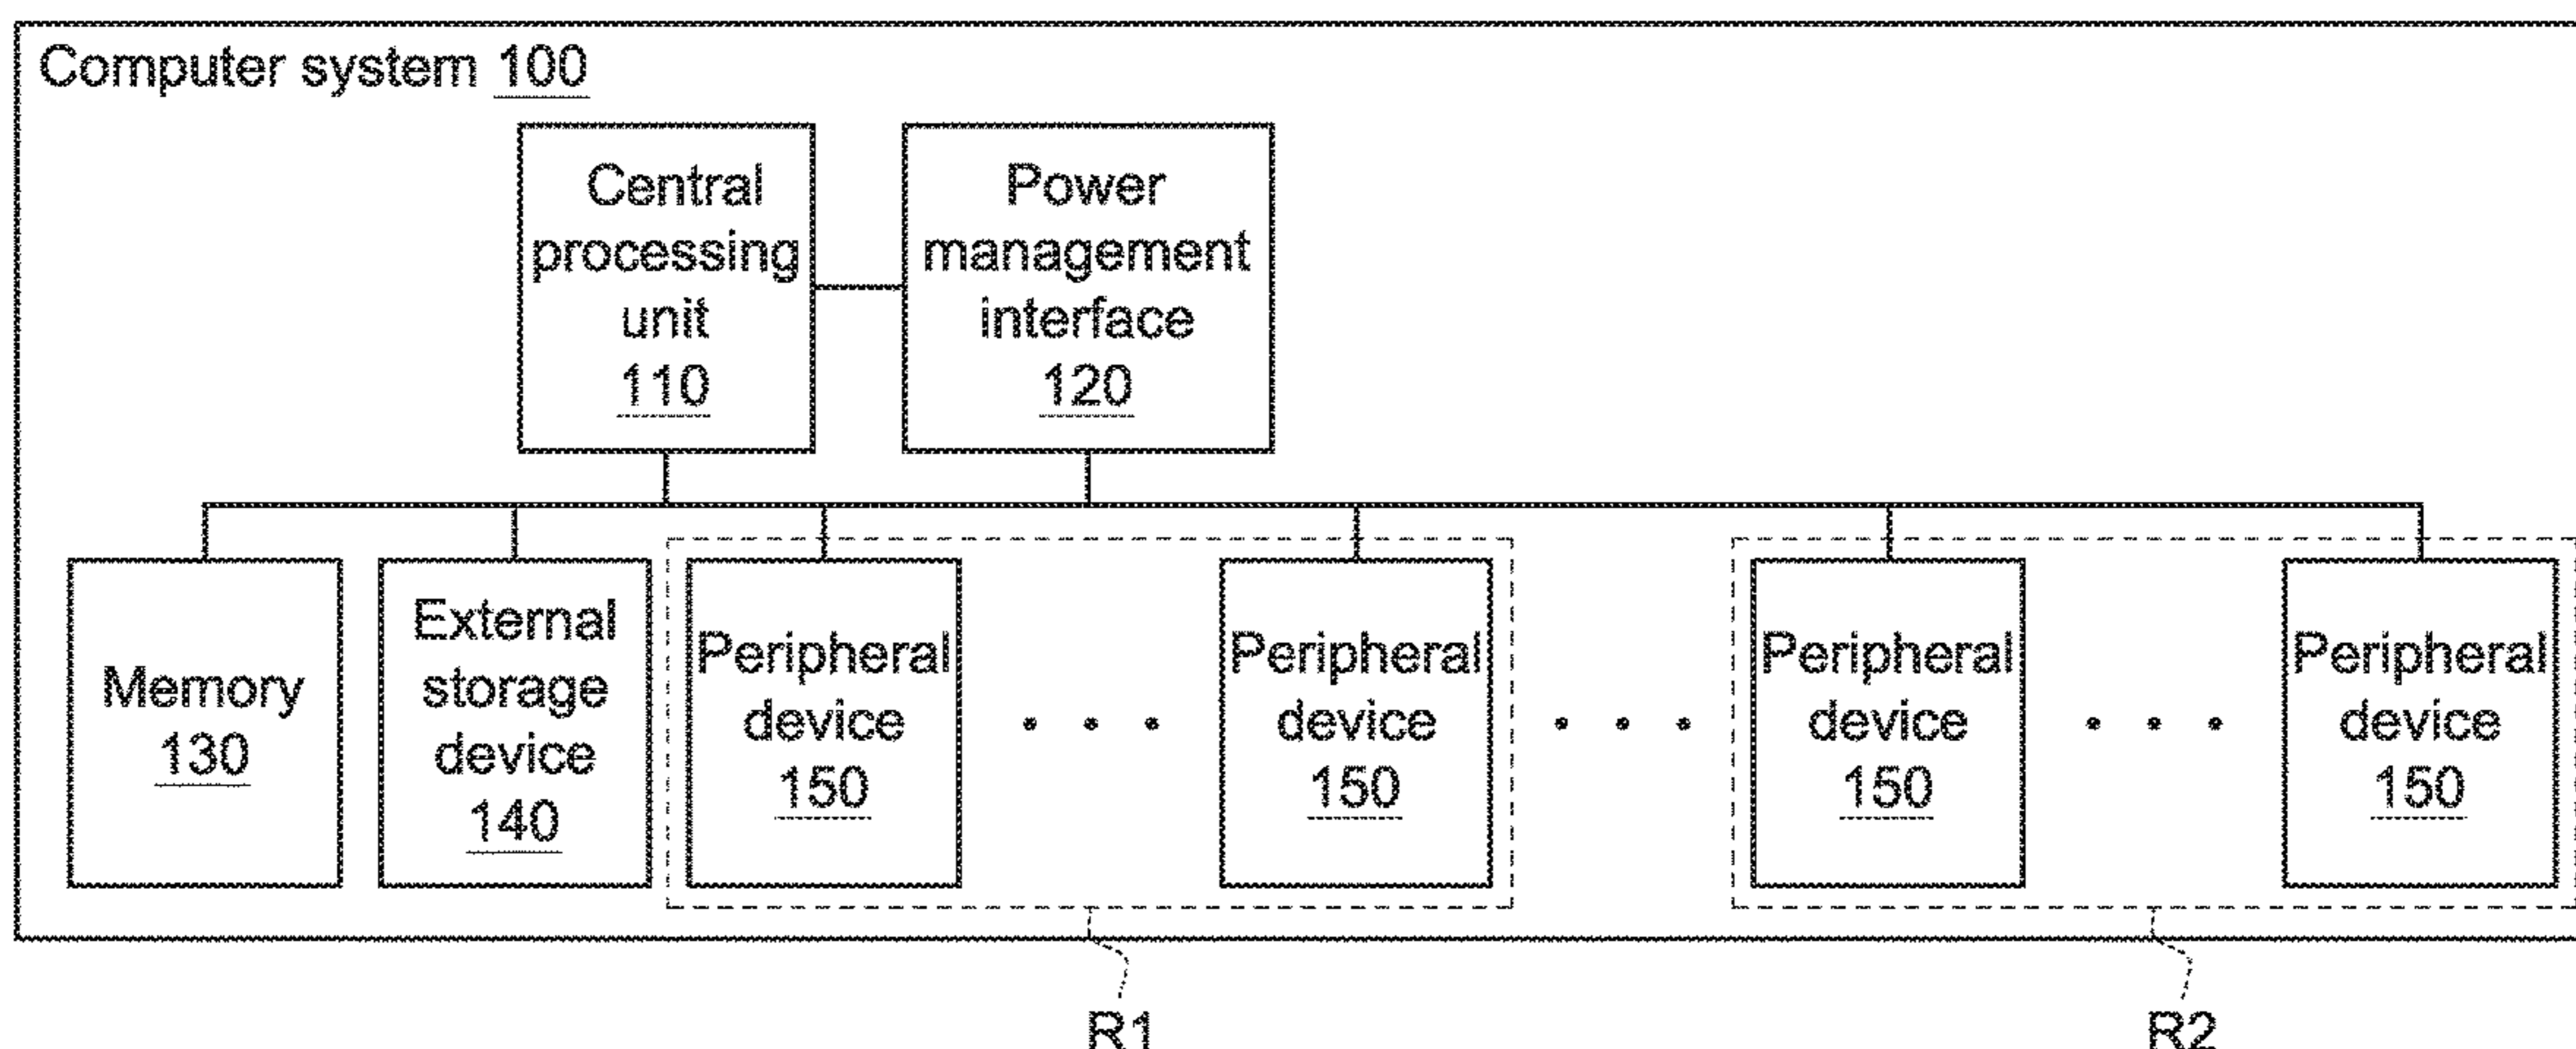 Computer system 100
Central
processing
unit
110
Power
management
interface
120
Memory
130
External
storage
device
140
Peripheral
device
150
Peripheral
device
150
Peripheral
device
150
Peripheral
device
150
R1
R2